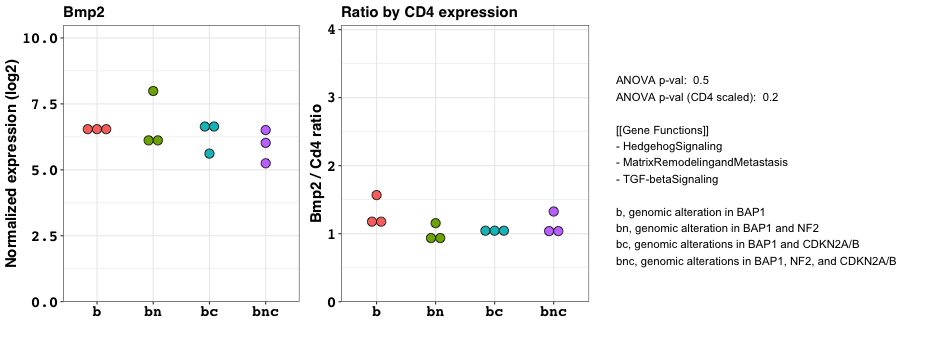 Bmp2
Normalized expression (log2)
10.0
7.5
5.0
2.5
0.0
b bn bc bnc
Ratio by CD4 expression
Bmp2 / Cd4 ratio
4
3
2
1
0
b bn bc bnc
ANOVA p-val:  0.5
ANOVA p-val (CD4 scaled):  0.2
[[Gene Functions]]
- HedgehogSignaling
- MatrixRemodelingandMetastasis
- TGF-betaSignaling
b, genomic alteration in BAP1
bn, genomic alteration in BAP1 and NF2
bc, genomic alterations in BAP1 and CDKN2A/B
bnc, genomic alterations in BAP1, NF2, and CDKN2A/B